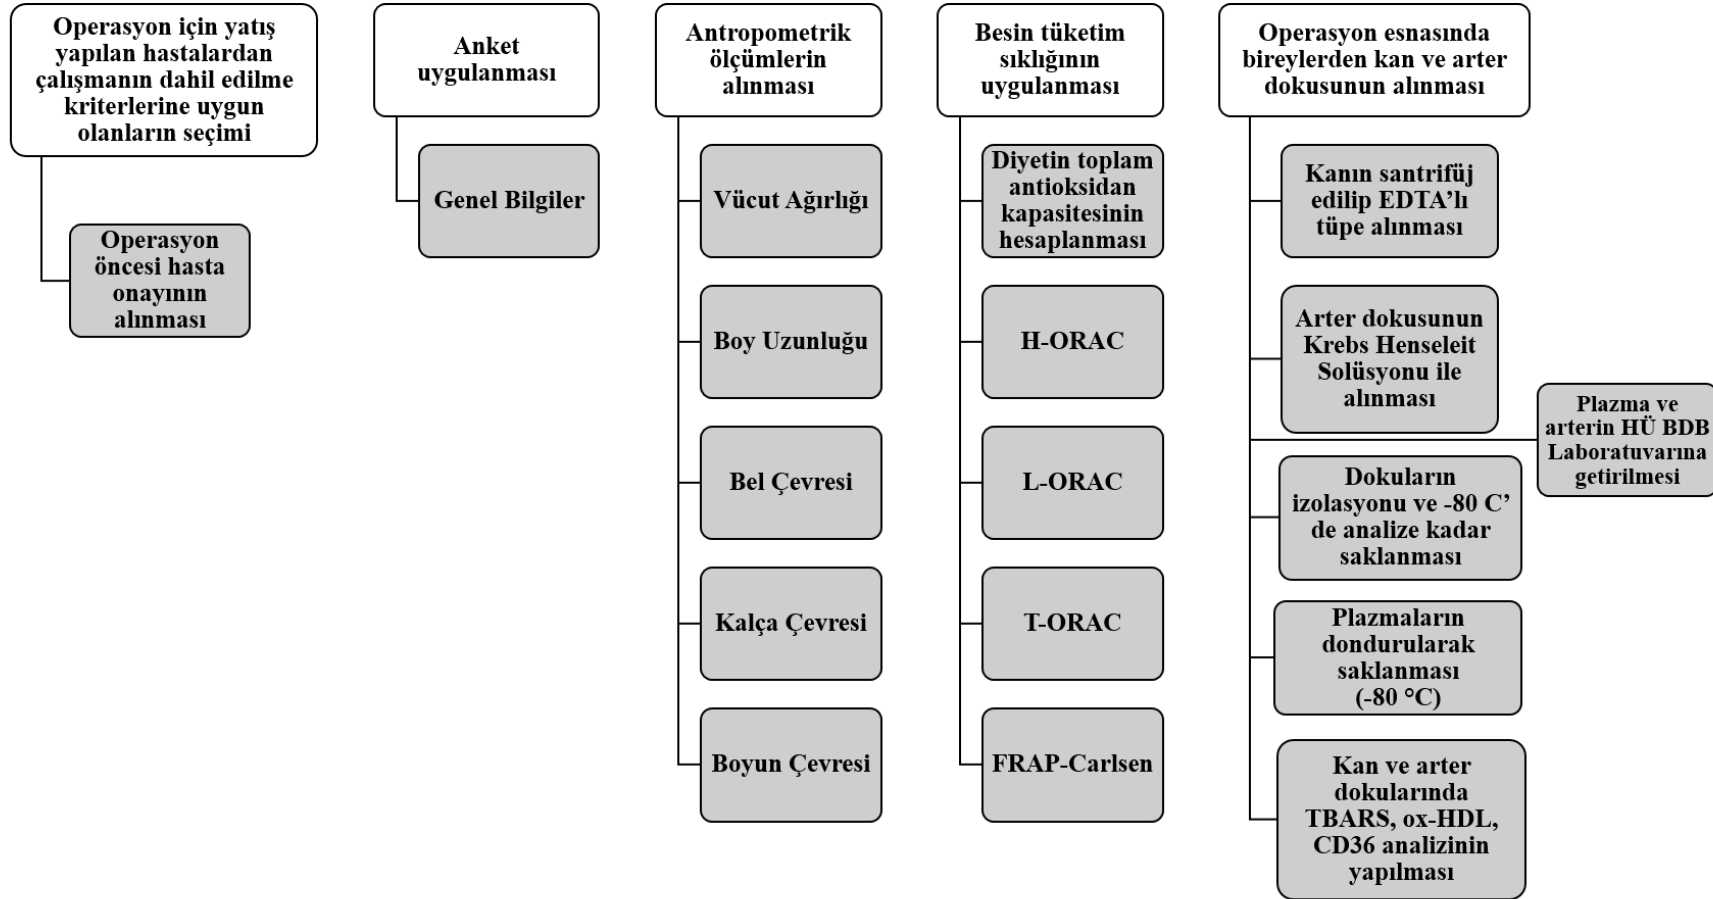 Operasyon için yatış
yapılan hastalardan
çalışmanın dahil edilme
kriterlerine uygun
olanların seçimi
Operasyon
öncesi hasta
onayının
alınması
Anket
uygulanması
Genel Bilgiler
Antropometrik
ölçümlerin
alınması
Vücut Ağırlığı
Boy Uzunluğu
Bel Çevresi
Kalça Çevresi
Boyun Çevresi
Besin tüketim
sıklığının
uygulanması
Diyetin toplam
antioksidan
kapasitesinin
hesaplanması
H-ORAC
L-ORAC
T-ORAC
FRAP-Carlsen
Operasyon esnasında
bireylerden kan ve arter
dokusunun alınması
Kanın santrifüj
edilip EDTA’lı
tüpe alınması
Arter dokusunun
Krebs Henseleit
Solüsyonu ile
alınması
Plazma ve
arterin HÜ BDB
Laboratuvarına
getirilmesi
Dokuların
izolasyonu ve -80 C’
de analize kadar
saklanması
Plazmaların
dondurularak
saklanması
(-80 °C)
Kan ve arter
dokularında
TBARS, ox-HDL,
CD36 analizinin
yapılması